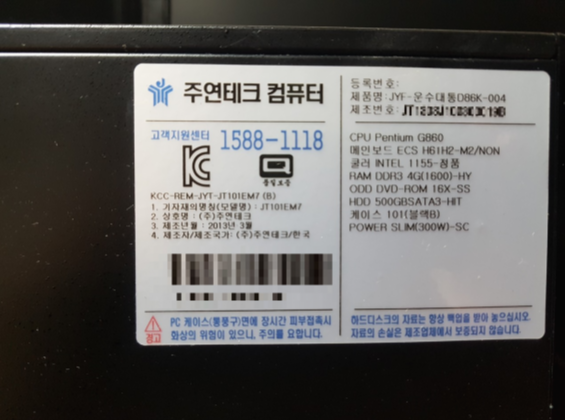 주연테크 컴퓨터
고객지원센터 1588-1118
품질보증
KCC-REM-JYT-JT101EM7 (B)
1. 기자재의명칭(모델명) : JT101EM7
2. 상호명 : (주)주연테크
3. 제조년월 : 2013년 3월
4. 제조자/제조국가: (주)주연테크/한국
경고
PC 케이스(통풍구)면에 장시간 피부접촉시
화상의 위험이 있으니, 주의를 요합니다.
등록번호:
제품명: JYF-운수대통D86K-004
제조번호:
CPU Pentium G860
메인보드 ECS H61H2-M2/NON
쿨러 INTEL 1155-정품
RAM DDR3 4G(1600)-HY
ODD DVD-ROM 16X-SS
HDD 500GBSATA3-HIT
케이스 101(블랙B)
POWER SLIM(300W)-SC
하드디스크의 자료는 항상 백업을 받아 놓으십시오.
자료의 손실은 제조업체에서 보증되지 않습니다.